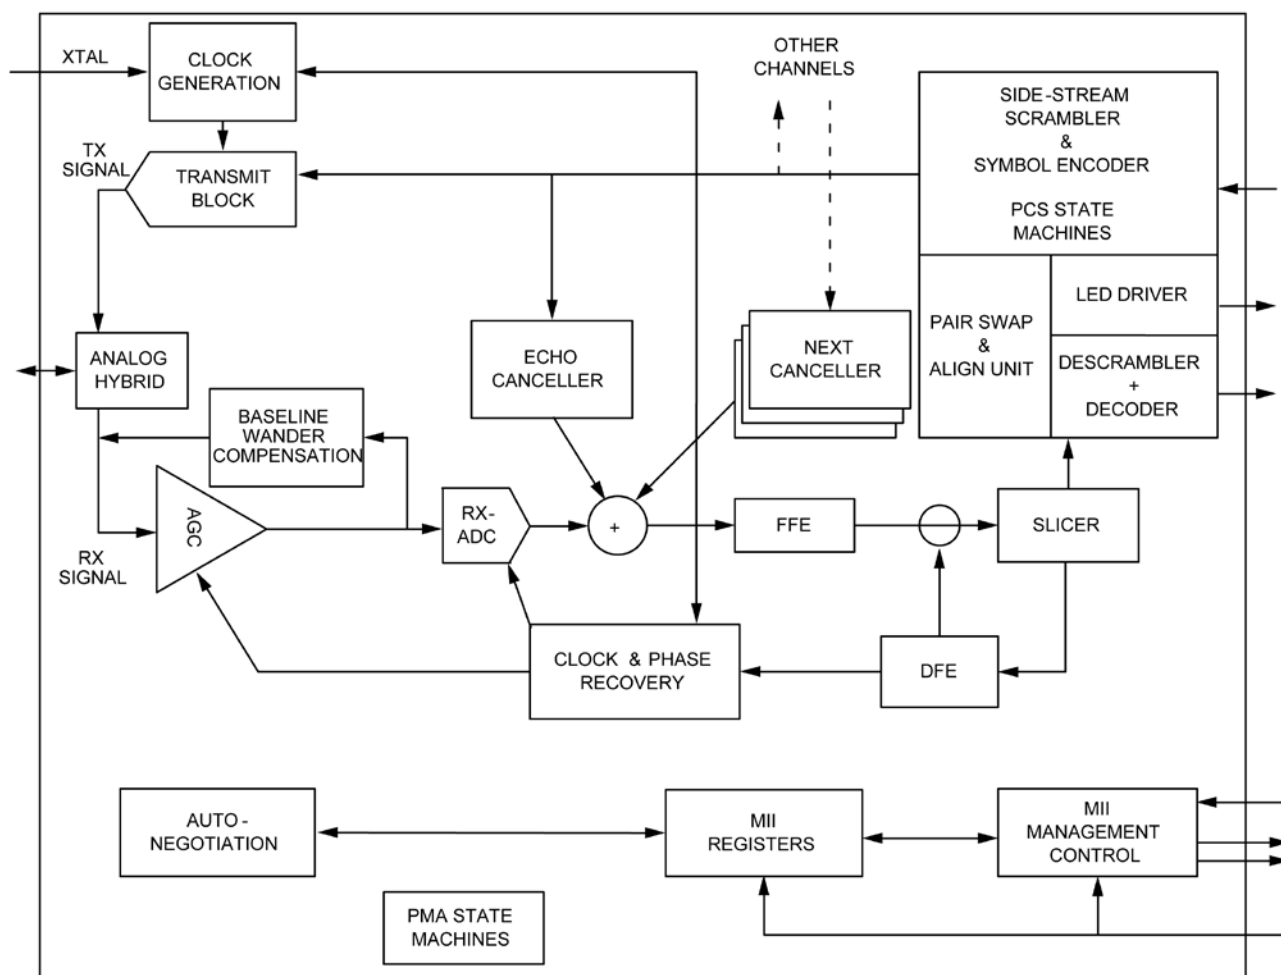 XTAL
CLOCK
GENERATION
OTHER
CHANNELS
SIDE-STREAM
SCRAMBLER
&
SYMBOL ENCODER
PCS STATE
MACHINES
TX
SIGNAL
TRANSMIT
BLOCK
LED DRIVER
PAIR SWAP
&
ALIGN UNIT
DESCRAMBLER
+
DECODER
ANALOG
HYBRID
ECHO
CANCELLER
NEXT
CANCELLER
BASELINE
WANDER
COMPENSATION
AGC
RX-
ADC
+
FFE
SLICER
RX
SIGNAL
CLOCK & PHASE
RECOVERY
DFE
AUTO-
NEGOTIATION
MII
REGISTERS
MII
MANAGEMENT
CONTROL
PMA STATE
MACHINES